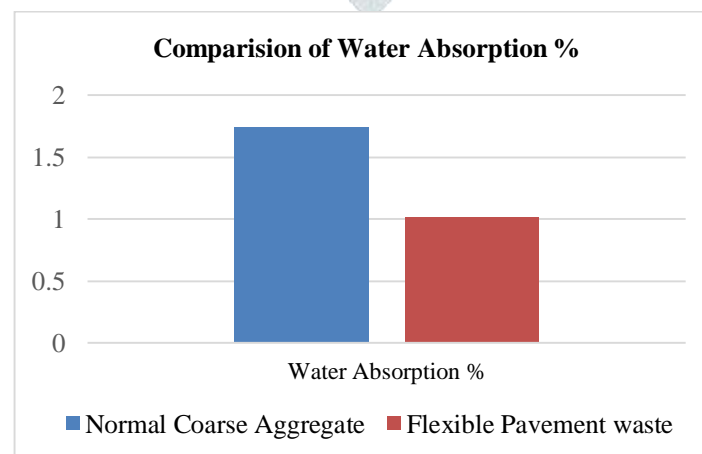 Comparision of Water Absorption %
2
1.5
1
0.5
0
Water Absorption %
Normal Coarse Aggregate Flexible Pavement waste